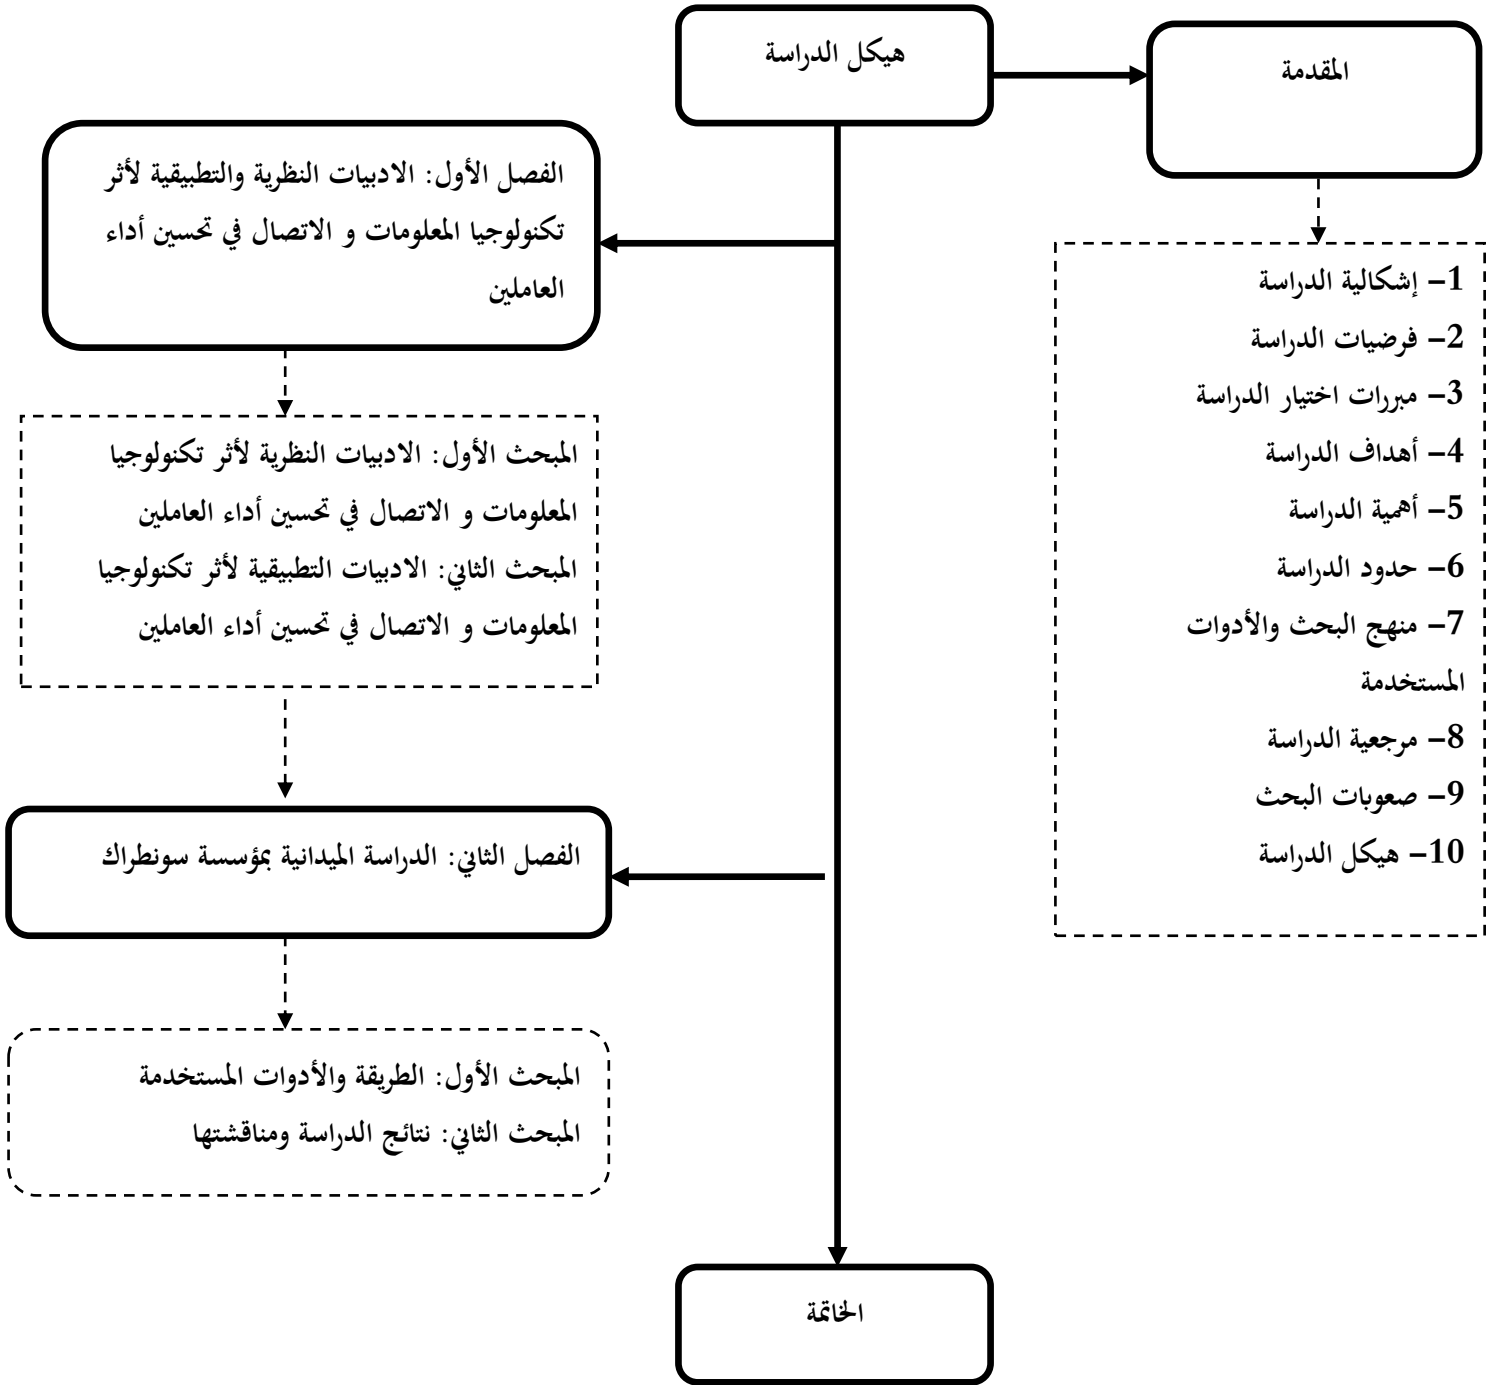 هيكل الدراسة
المقدمة
1- إشكالية الدراسة
2- فرضيات الدراسة
3- مبررات اختيار الدراسة
4- أهداف الدراسة
5- أهمية الدراسة
6- حدود الدراسة
7- منهج البحث والأدوات
المستخدمة
8- مرجعية الدراسة
9- صعوبات البحث
10- هيكل الدراسة
الفصل الأول: الادبيات النظرية والتطبيقية لأثر
تكنولوجيا المعلومات و الاتصال في تحسين أداء
العاملين
المبحث الأول: الادبيات النظرية لأثر تكنولوجيا
المعلومات و الاتصال في تحسين أداء العاملين
المبحث الثاني: الادبيات التطبيقية لأثر تكنولوجيا
المعلومات و الاتصال في تحسين أداء العاملين
الفصل الثاني: الدراسة الميدانية بمؤسسة سونطراك
المبحث الأول: الطريقة والأدوات المستخدمة
المبحث الثاني: نتائج الدراسة ومناقشتها
الخاتمة